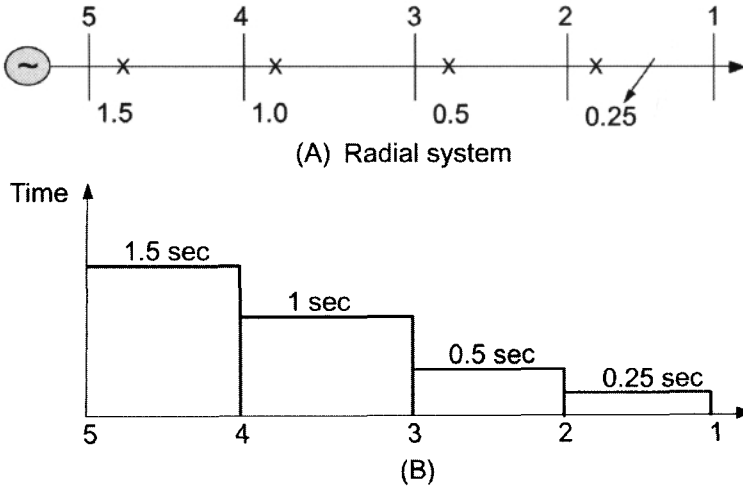 5 4 3 2 1
~
x x x x
1.5 1.0 0.5 0.25
(A) Radial system
Time
1.5 sec
1 sec
0.5 sec
0.25 sec
5 4 3 2 1
(B)